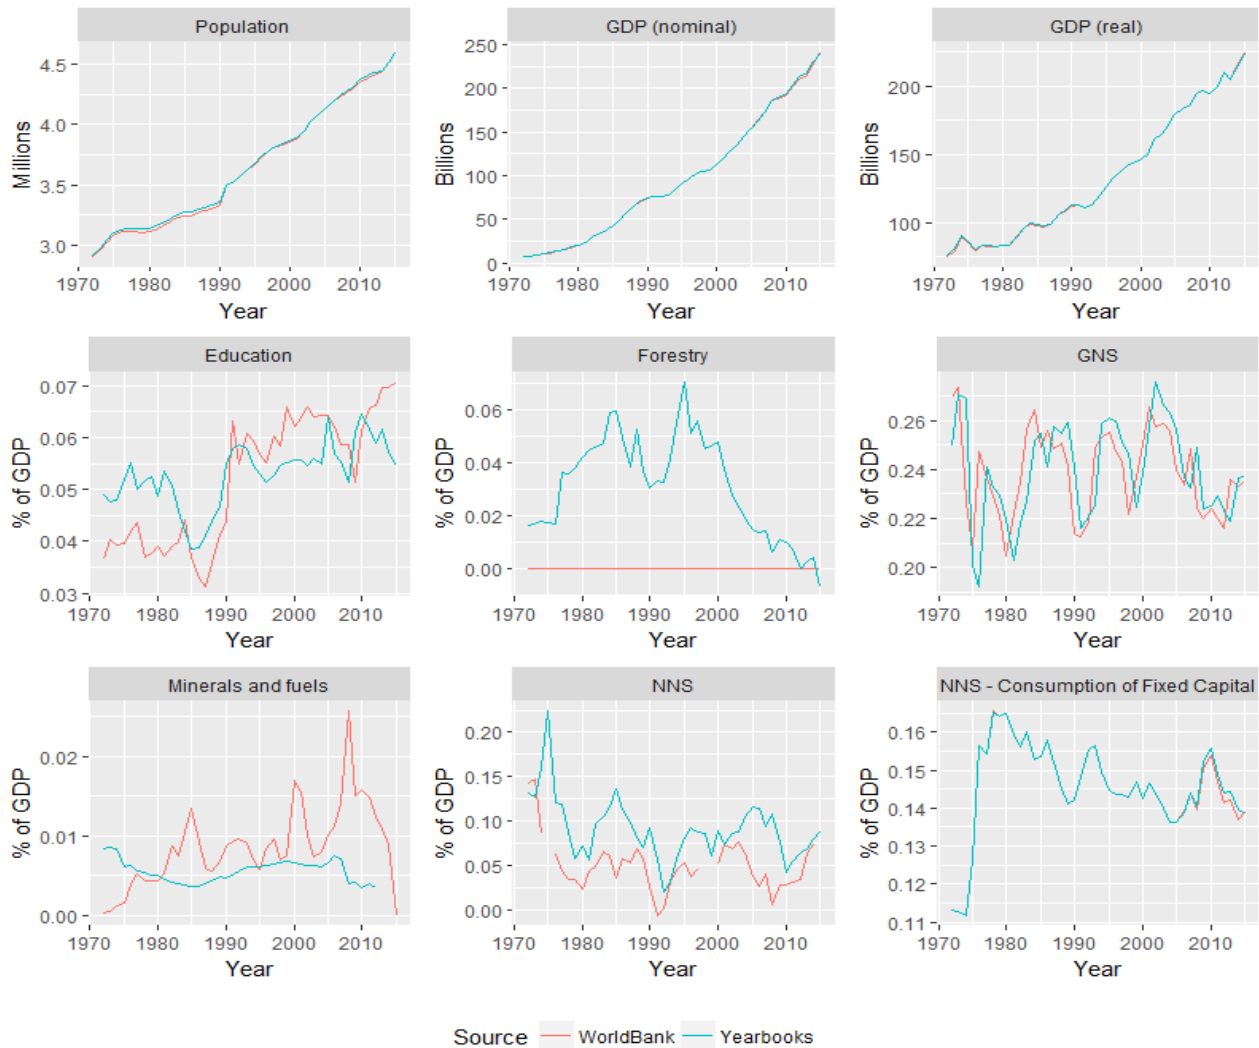 Population
GDP (nominal)
GDP (real)
Millions
4.5
4.0
3.5
3.0
1970 1980 1990 2000 2010
Year
Billions
250
200
150
100
50
0
1970 1980 1990 2000 2010
Year
Billions
200
150
100
1970 1980 1990 2000 2010
Year
Education
Forestry
GNS
% of GDP
0.07
0.06
0.05
0.04
0.03
1970 1980 1990 2000 2010
Year
% of GDP
0.06
0.04
0.02
0.00
1970 1980 1990 2000 2010
Year
% of GDP
0.26
0.24
0.22
0.20
1970 1980 1990 2000 2010
Year
Minerals and fuels
NNS
NNS - Consumption of Fixed Capital
% of GDP
0.02
0.01
0.00
1970 1980 1990 2000 2010
Year
% of GDP
0.20
0.15
0.10
0.05
0.00
1970 1980 1990 2000 2010
Year
% of GDP
0.16
0.15
0.14
0.13
0.12
0.11
1970 1980 1990 2000 2010
Year
Source WorldBank Yearbooks